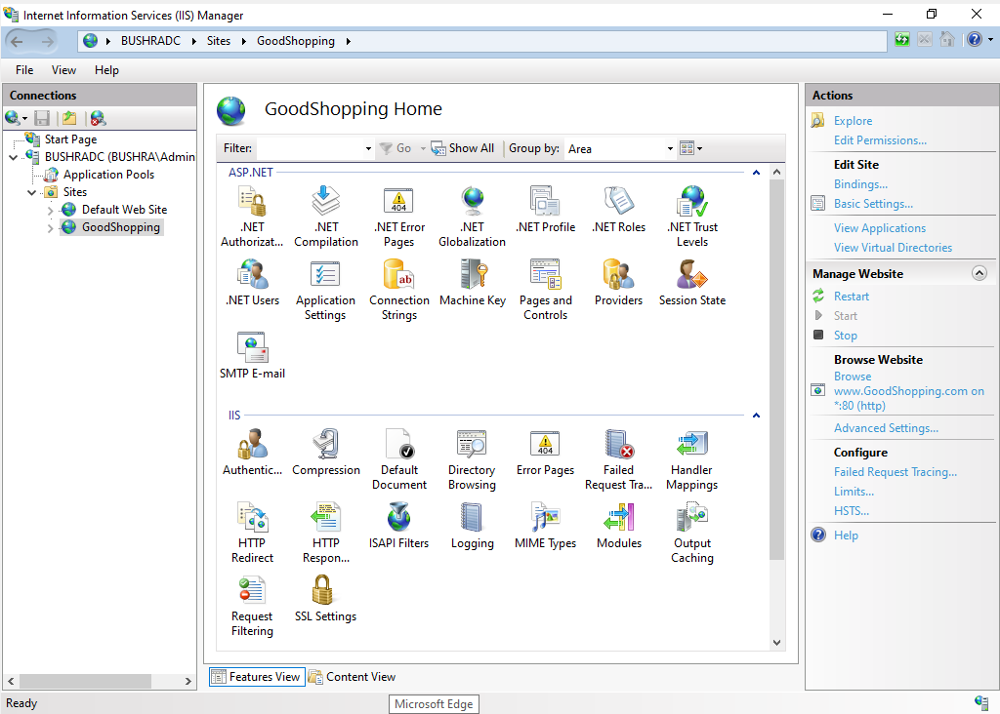 Internet Information Services (IIS) Manager
BUSHRADC Sites GoodShopping
File View Help
Connections
Start Page
BUSHRADC (BUSHRA\Admin
Application Pools
Sites
Default Web Site
GoodShopping
GoodShopping Home
Filter: Go Show All Group by: Area
ASP.NET
.NET Authorizat...
.NET Compilation
.NET Error Pages
.NET Globalization
.NET Profile
.NET Roles
.NET Trust Levels
.NET Users
Application Settings
Connection Strings
Machine Key
Pages and Controls
Providers
Session State
SMTP E-mail
IIS
Authentic...
Compression
Default Document
Directory Browsing
Error Pages
Failed Request Tra...
Handler Mappings
HTTP Redirect
HTTP Respon...
ISAPI Filters
Logging
MIME Types
Modules
Output Caching
Request Filtering
SSL Settings
Features View Content View
Actions
Explore
Edit Permissions...
Edit Site
Bindings...
Basic Settings...
View Applications
View Virtual Directories
Manage Website
Restart
Start
Stop
Browse Website
Browse
www.GoodShopping.com on
*:80 (http)
Advanced Settings...
Configure
Failed Request Tracing...
Limits...
HSTS...
Help
Ready
Microsoft Edge
404
ab
404